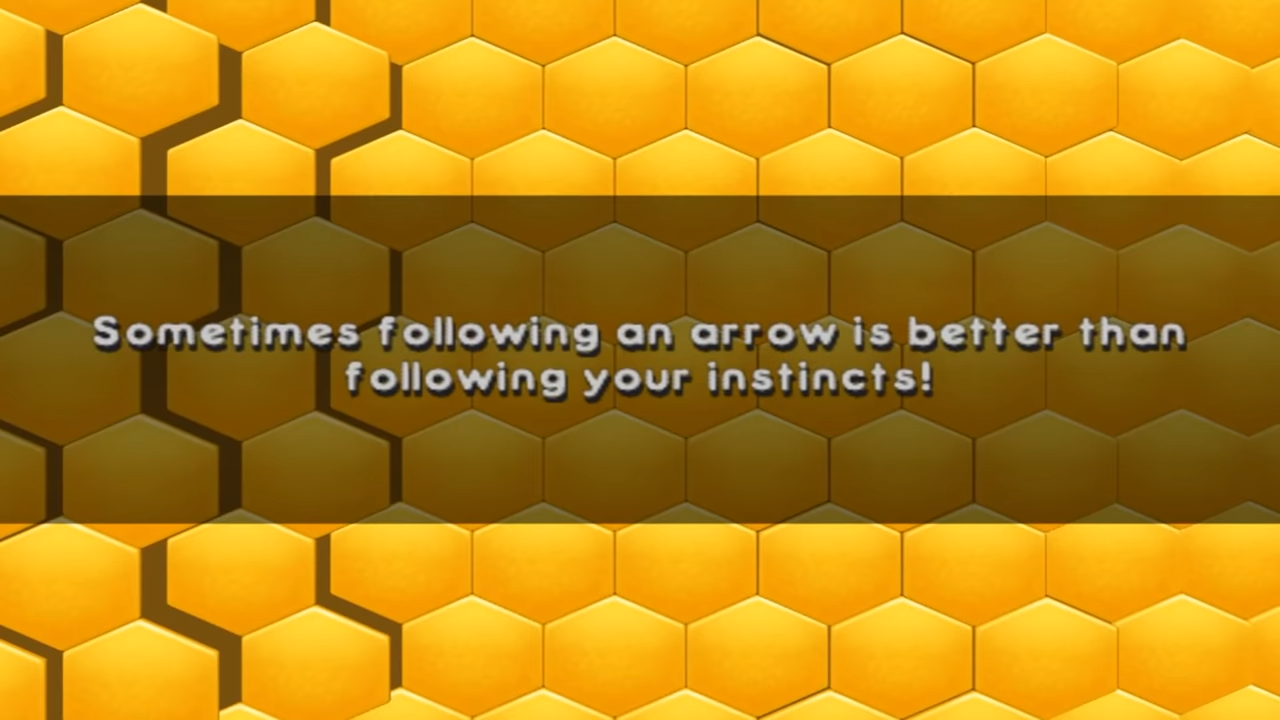 Sometimes following an arrow is better than
following your instincts!